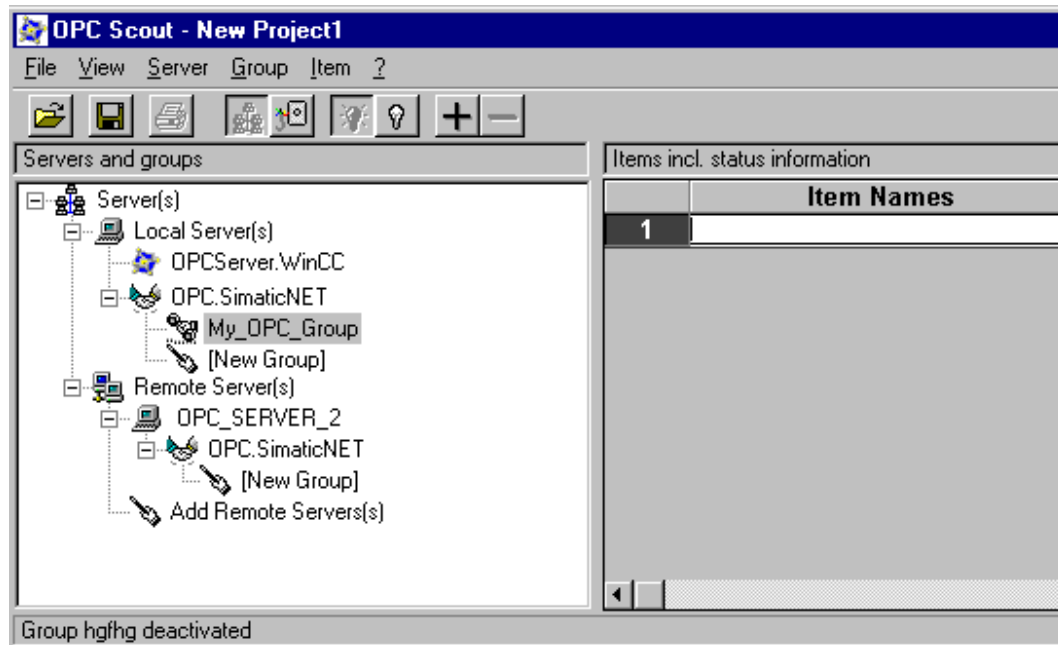 OPC Scout - New Project1
File View Server Group Item ?
Servers and groups
Items incl. status information
Server(s)
Local Server(s)
OPCServer.WinCC
OPC.SimaticNET
My_OPC_Group
[New Group]
Remote Server(s)
OPC_SERVER_2
OPC.SimaticNET
[New Group]
Add Remote Servers(s)
Item Names
1
Group hgfhg deactivated